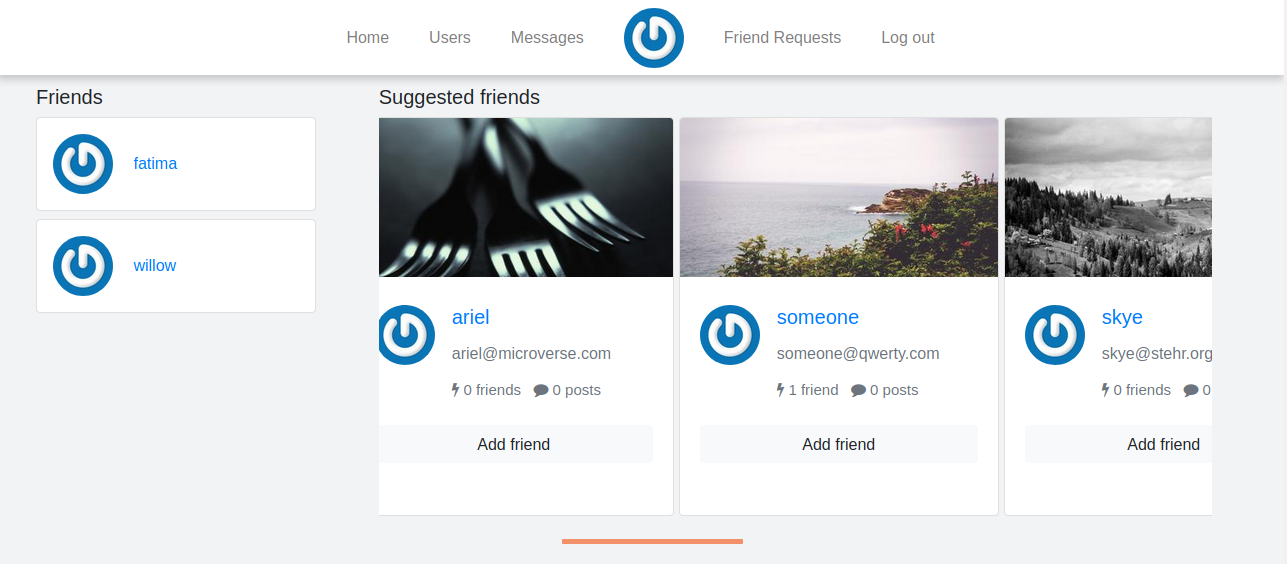 Home Users Messages Friend Requests Log out
Friends
fatima
willow
Suggested friends
ariel
ariel@microverse.com
0 friends 0 posts
Add friend
someone
someone@qwerty.com
1 friend 0 posts
Add friend
skye
skye@stehr.org
0 friends 0
Add friend